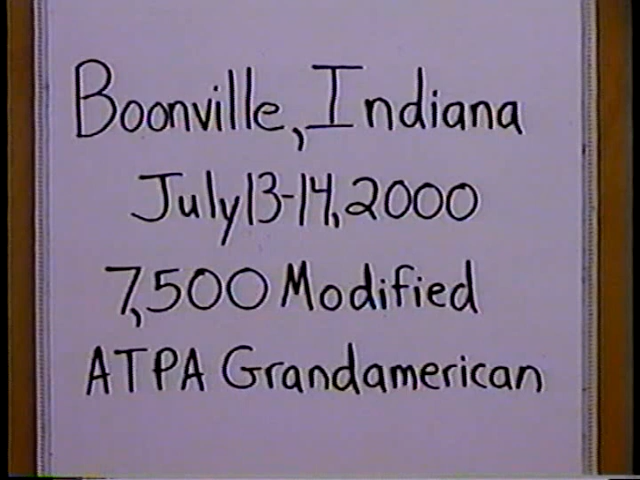 Boonville, Indiana
July 13-14, 2000
7,500 Modified
ATPA Grandamerican